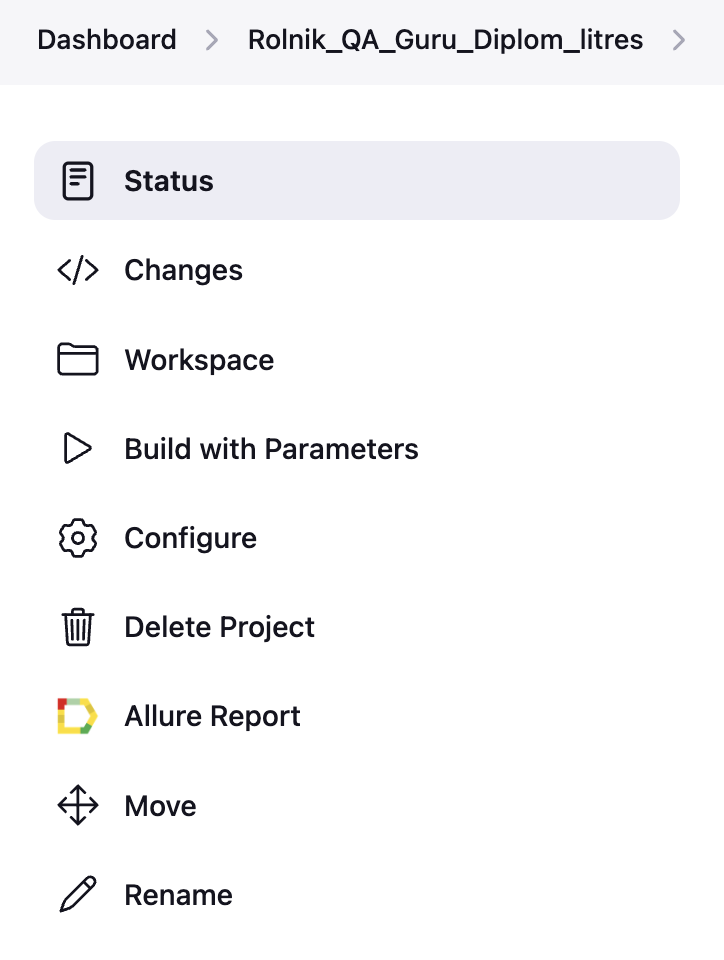 Dashboard > Rolnik_QA_Guru_Diplom_litres >
Status
Changes
Workspace
Build with Parameters
Configure
Delete Project
Allure Report
Move
Rename